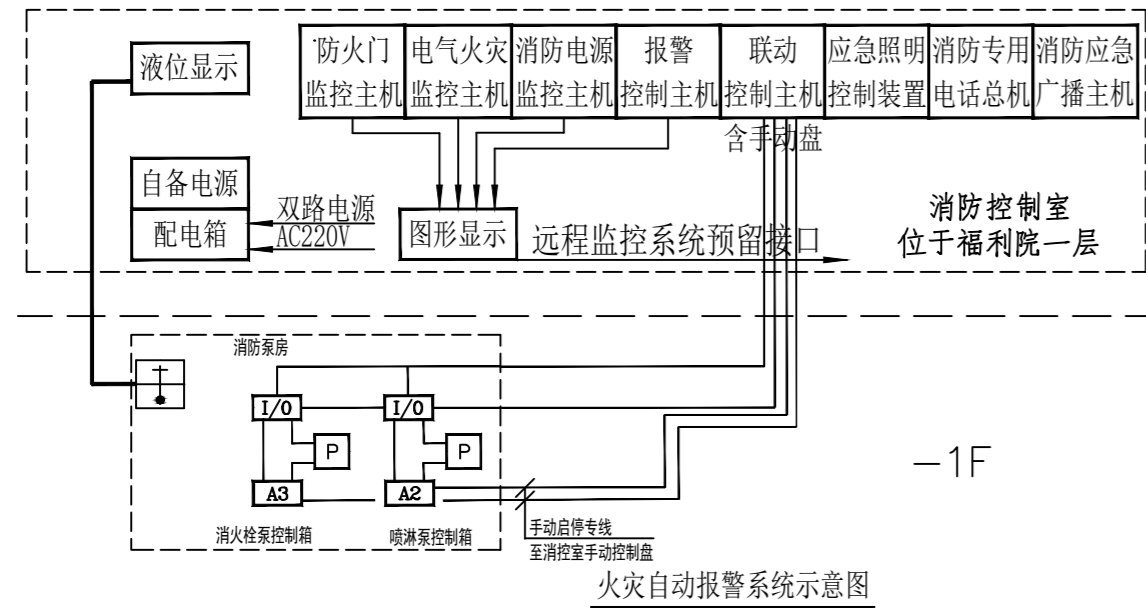 液位显示
防火门
监控主机
电气火灾
监控主机
消防电源
监控主机
报警
控制主机
联动
控制主机
含手动盘
应急照明
控制装置
消防专用
电话总机
消防应急
广播主机
自备电源
配电箱
双路电源
AC220V
图形显示
远程监控系统预留接口
消防控制室
位于福利院一层
消防泵房
I/O
I/O
P
P
A3
A2
消火栓泵控制箱
喷淋泵控制箱
手动启停专线
至消控室手动控制盘
-1F
火灾自动报警系统示意图